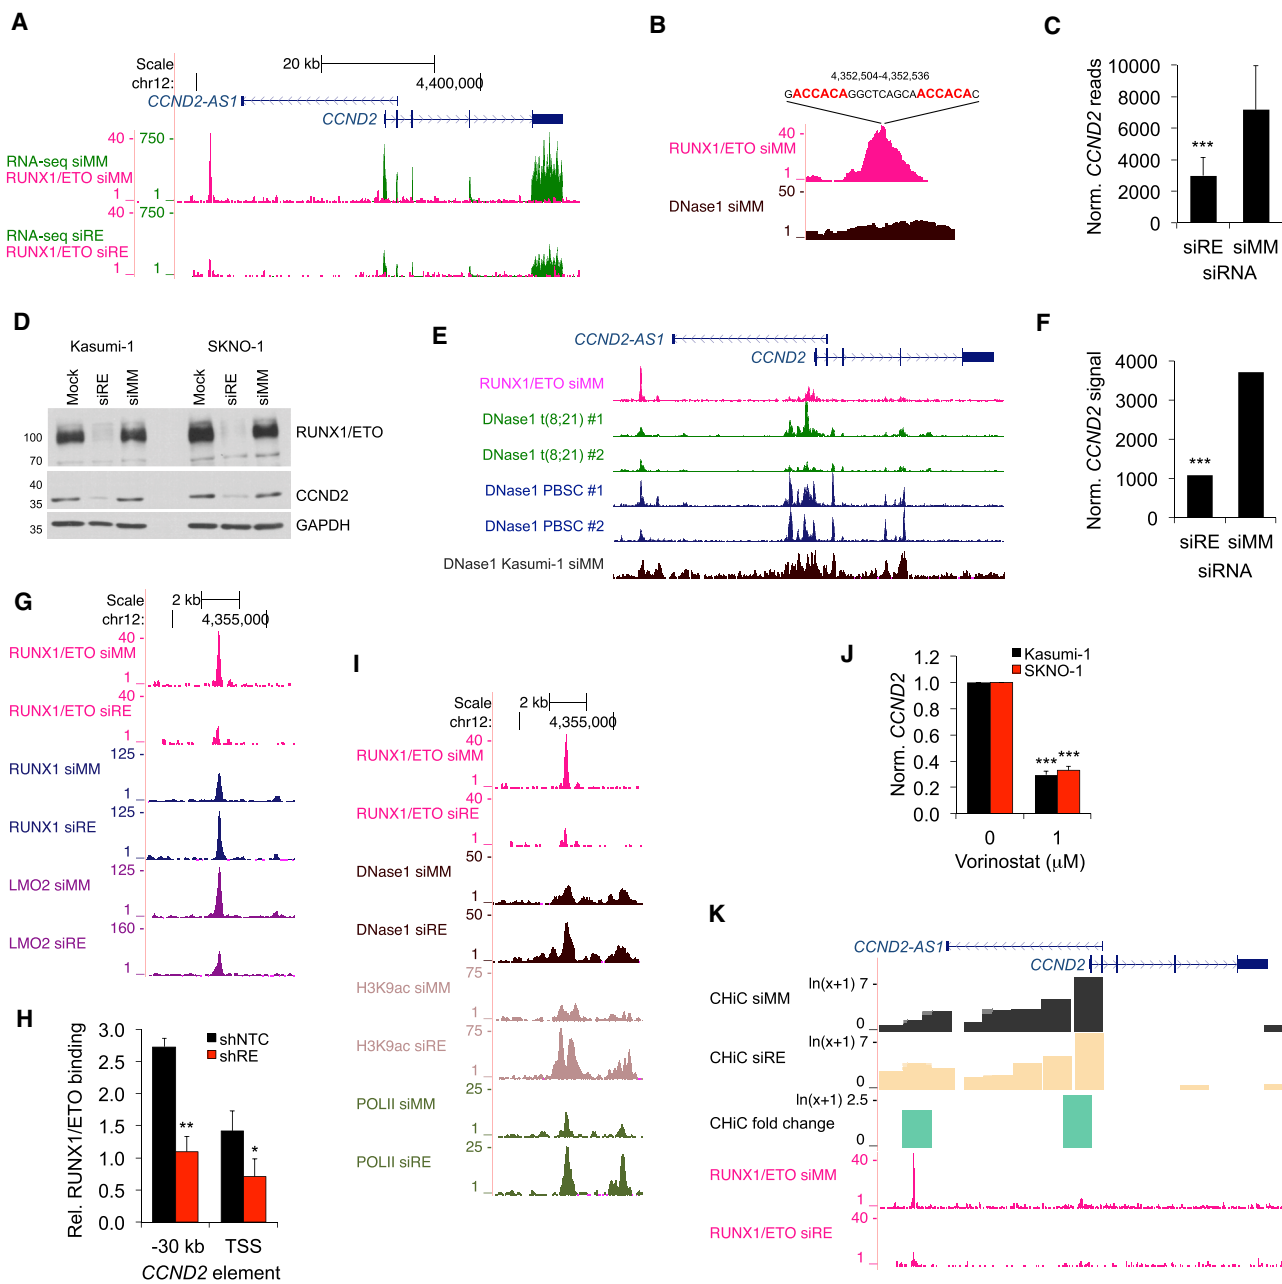 A
Scale
20 kb
chr12:
4,400,000
CCND2-AS1
CCND2
40 -
750 -
RNA-seq siMM
RUNX1/ETO siMM
1
1
40 -
750 -
RNA-seq siRE
RUNX1/ETO siRE
1
1
B
4,352,504-4,352,536
GACCACAGGCTCAGCAACCACAC
40 -
RUNX1/ETO siMM
1
50 -
DNase1 siMM
1
C
Norm. CCND2 reads
10000
8000
6000
4000
2000
0
***
siRE siMM
siRNA
D
Kasumi-1
SKNO-1
Mock
siRE
siMM
Mock
siRE
siMM
100
70
RUNX1/ETO
40
35
CCND2
35
GAPDH
E
CCND2-AS1
CCND2
RUNX1/ETO siMM
DNase1 t(8;21) #1
DNase1 t(8;21) #2
DNase1 PBSC #1
DNase1 PBSC #2
DNase1 Kasumi-1 siMM
F
Norm. CCND2 signal
4000
3000
2000
1000
0
***
siRE siMM
siRNA
G
Scale
2 kb
chr12:
4,355,000
40 -
RUNX1/ETO siMM
1
40 -
RUNX1/ETO siRE
1
125 -
RUNX1 siMM
1
125 -
RUNX1 siRE
1
125 -
LMO2 siMM
1
160 -
LMO2 siRE
1
H
Rel. RUNX1/ETO binding
3.0
2.5
2.0
1.5
1.0
0.5
0.0
shNTC
shRE
**
*
-30 kb TSS
CCND2 element
I
Scale
2 kb
chr12:
4,355,000
40 -
RUNX1/ETO siMM
1
40 -
RUNX1/ETO siRE
1
50 -
DNase1 siMM
1
50 -
DNase1 siRE
1
75 -
H3K9ac siMM
1
75 -
H3K9ac siRE
1
25 -
POLII siMM
1
25 -
POLII siRE
1
J
Norm. CCND2
1.2
1.0
0.8
0.6
0.4
0.2
0.0
Kasumi-1
SKNO-1
*** ***
0 1
Vorinostat (μM)
K
CCND2-AS1
CCND2
ln(x+1) 7 -
CHiC siMM
0
ln(x+1) 7 -
CHiC siRE
0
ln(x+1) 2.5 -
CHiC fold change
0
40 -
RUNX1/ETO siMM
1
40 -
RUNX1/ETO siRE
1